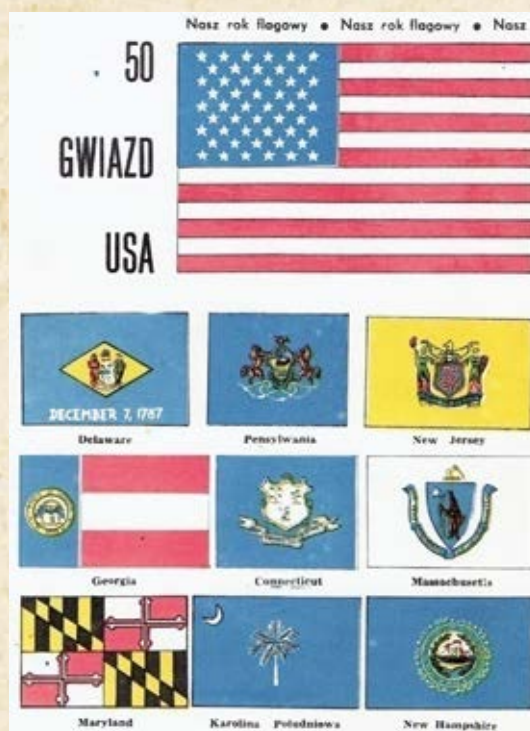 Nasz rok flagowy • Nasz rok flagowy • Nasz
50
GWIAZD
USA
DECEMBER 7, 1787
Delaware
Pensylwania
New Jersey
Georgia
Connecticut
Massachusetts
Maryland
Karolina Południowa
New Hampshire